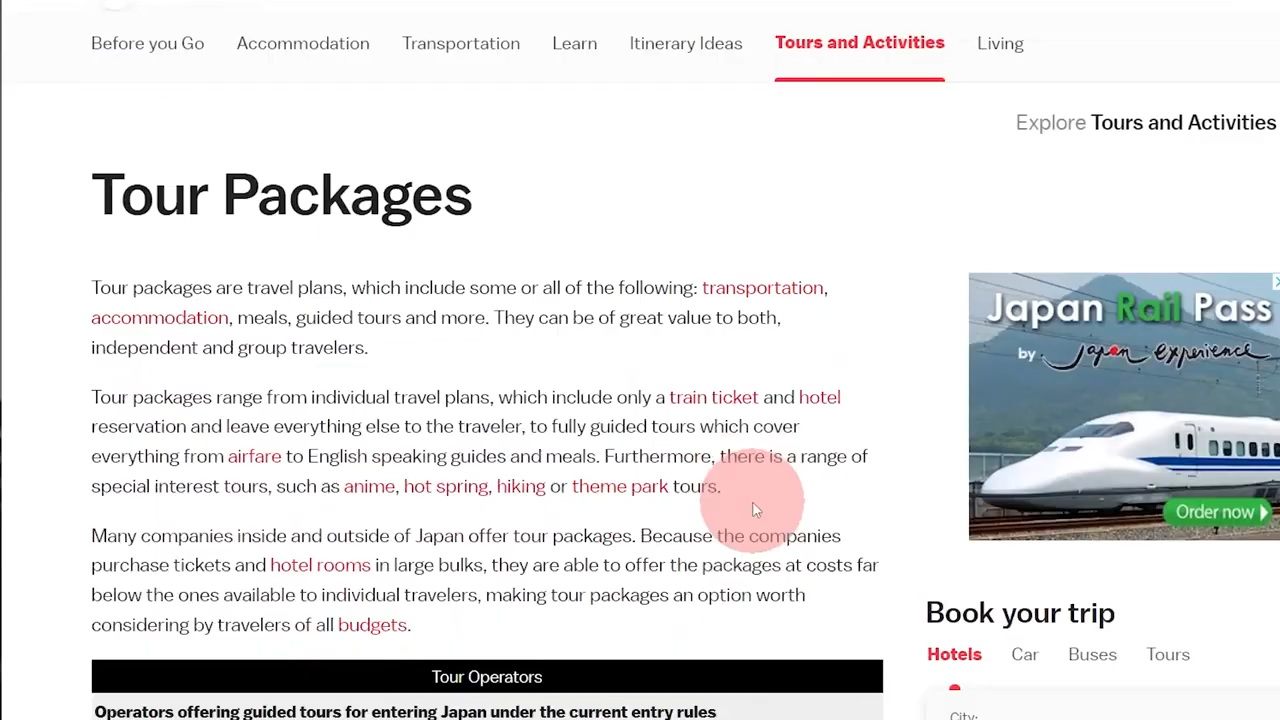 Before you Go Accommodation Transportation Learn Itinerary Ideas Tours and Activities Living
Explore Tours and Activities
Tour Packages
Tour packages are travel plans, which include some or all of the following: transportation,
accommodation, meals, guided tours and more. They can be of great value to both,
independent and group travelers.
Tour packages range from individual travel plans, which include only a train ticket and hotel
reservation and leave everything else to the traveler, to fully guided tours which cover
everything from airfare to English speaking guides and meals. Furthermore, there is a range of
special interest tours, such as anime, hot spring, hiking or theme park tours.
Many companies inside and outside of Japan offer tour packages. Because the companies
purchase tickets and hotel rooms in large bulks, they are able to offer the packages at costs far
below the ones available to individual travelers, making tour packages an option worth
considering by travelers of all budgets.
Tour Operators
Operators offering guided tours for entering Japan under the current entry rules
Japan Rail Pass
by Japan experience
Order now
Book your trip
Hotels Car Buses Tours
City: